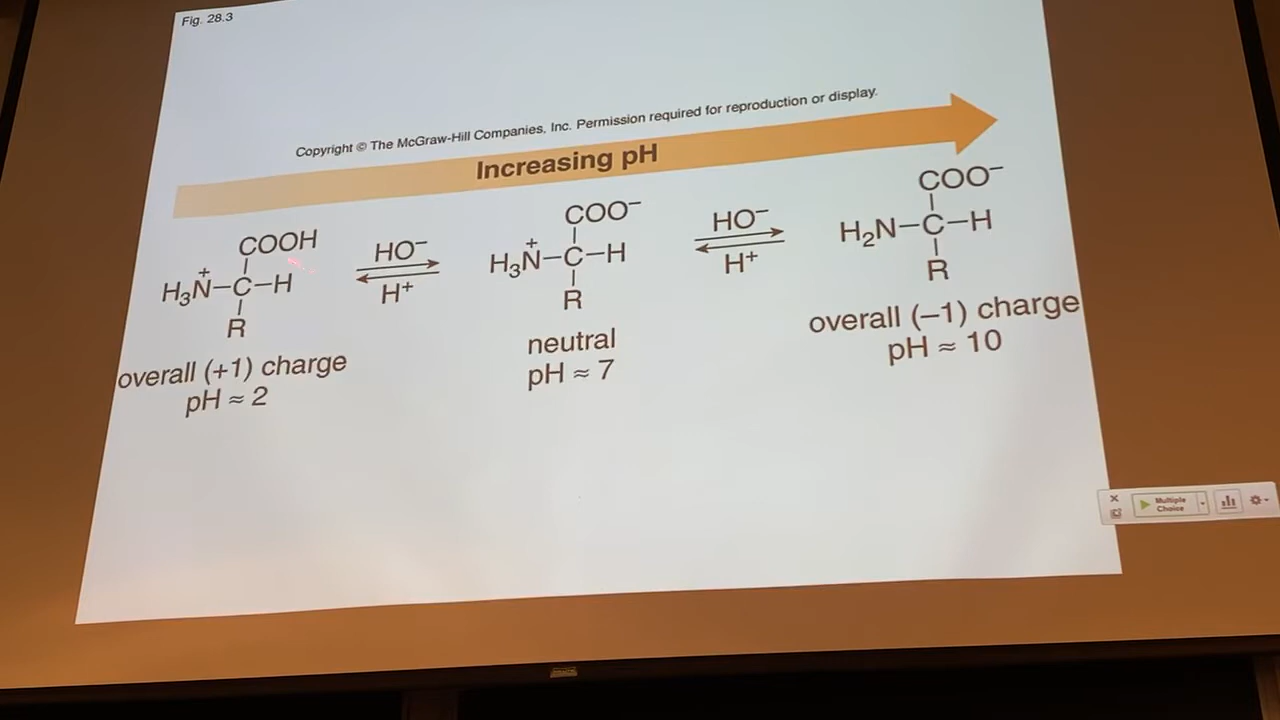 Fig. 28.3
Copyright © The McGraw-Hill Companies, Inc. Permission required for reproduction or display.
Increasing pH
COOH
H₃N⁺–C–H
R
overall (+1) charge
pH ≈ 2
HO⁻
H⁺
COO⁻
H₃N⁺–C–H
R
neutral
pH ≈ 7
HO⁻
H⁺
COO⁻
H₂N–C–H
R
overall (–1) charge
pH ≈ 10
Multiple
Choice